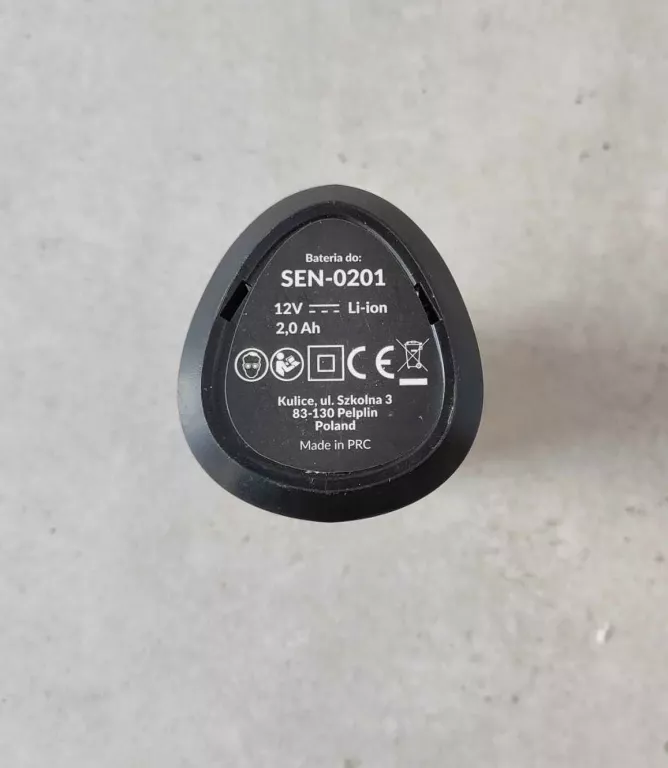 Bateria do:
SEN-0201
12V Li-ion
2,0 Ah
CE
Kulice, ul. Szkolna 3
83-130 Pelplin
Poland
Made in PRC